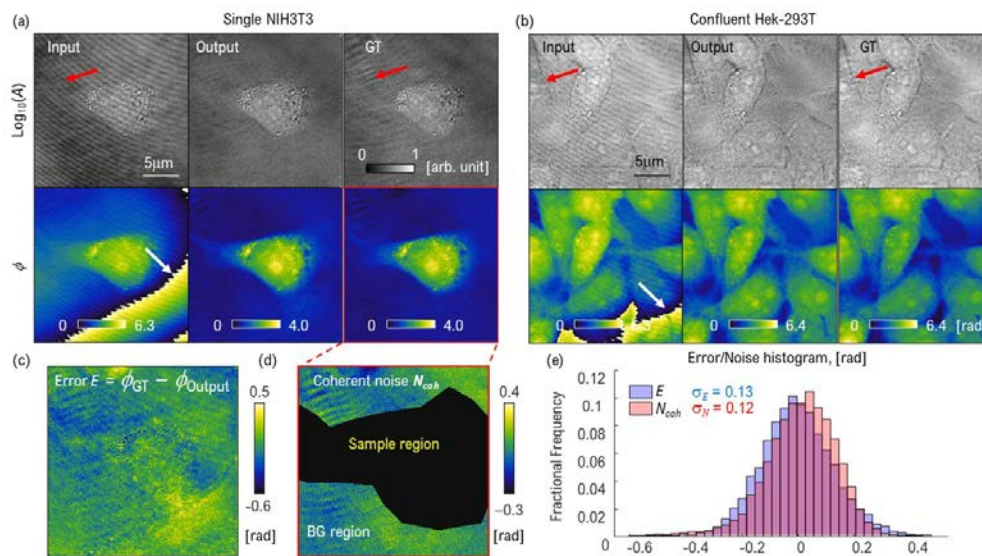 (a)
Single NIH3T3
Input
Output
GT
Log₁₀(A)
5μm
0
1
[arb. unit]
ϕ
0
6.3
0
4.0
0
4.0
(b)
Confluent Hek-293T
Input
Output
GT
5μm
0
6.3
0
6.4
0
6.4
[rad]
(c)
Error E = ϕGT − ϕOutput
0.5
−0.6
[rad]
(d)
Coherent noise Ncoh
Sample region
BG region
0.4
−0.3
[rad]
(e)
Error/Noise histogram, [rad]
E
σE = 0.13
Ncoh
σN = 0.12
Fractional Frequency
0.1
0.08
0.04
0.12
0
-0.6
-0.4
-0.2
0
0.2
0.4